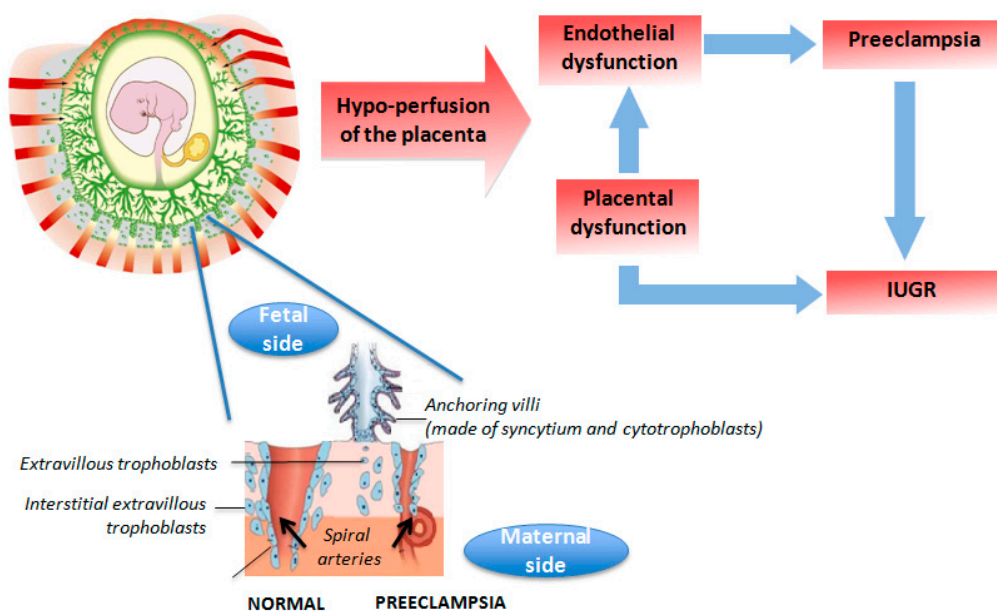 Hypo-perfusion
of the placenta
Endothelial
dysfunction
Preeclampsia
Placental
dysfunction
IUGR
Fetal
side
Anchoring villi
(made of syncytium and cytotrophoblasts)
Extravillous trophoblasts
Interstitial extravillous
trophoblasts
Spiral
arteries
Maternal
side
NORMAL
PREECLAMPSIA